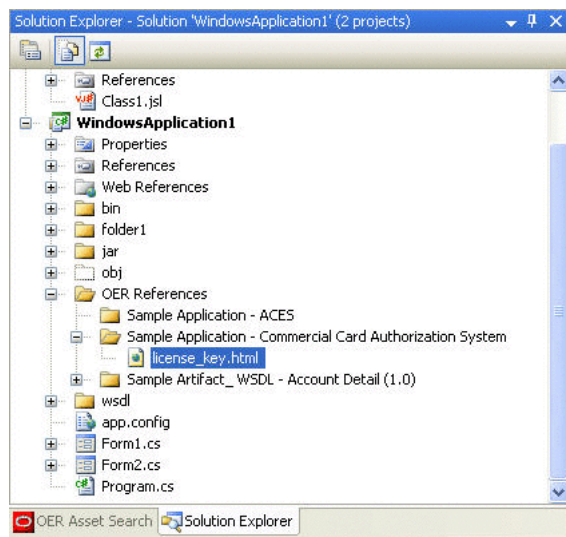 Solution Explorer - Solution 'WindowsApplication1' (2 projects)
References
Class1.jsl
WindowsApplication1
Properties
References
Web References
bin
folder1
jar
obj
OER References
Sample Application - ACES
Sample Application - Commercial Card Authorization System
license_key.html
Sample Artifact_ WSDL - Account Detail (1.0)
wsdl
app.config
Form1.cs
Form2.cs
Program.cs
OER Asset Search Solution Explorer